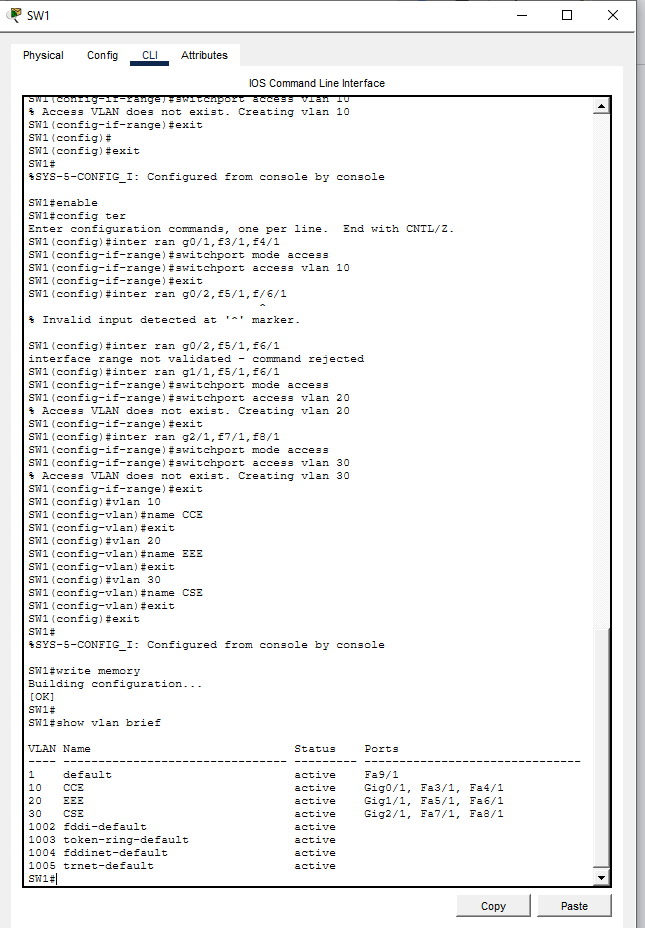 SW1
Physical Config CLI Attributes
IOS Command Line Interface
SW1(config-if-range)#switchport access vlan 10
% Access VLAN does not exist. Creating vlan 10
SW1(config-if-range)#exit
SW1(config)#
SW1(config)#exit
SW1#
%SYS-5-CONFIG_I: Configured from console by console
SW1#enable
SW1#config ter
Enter configuration commands, one per line.  End with CNTL/Z.
SW1(config)#inter ran g0/1,f3/1,f4/1
SW1(config-if-range)#switchport mode access
SW1(config-if-range)#switchport access vlan 10
SW1(config-if-range)#exit
SW1(config)#inter ran g0/2,f5/1,f/6/1
^
% Invalid input detected at '^' marker.
SW1(config)#inter ran g0/2,f5/1,f6/1
interface range not validated - command rejected
SW1(config)#inter ran g1/1,f5/1,f6/1
SW1(config-if-range)#switchport mode access
SW1(config-if-range)#switchport access vlan 20
% Access VLAN does not exist. Creating vlan 20
SW1(config-if-range)#exit
SW1(config)#inter ran g2/1,f7/1,f8/1
SW1(config-if-range)#switchport mode access
SW1(config-if-range)#switchport access vlan 30
% Access VLAN does not exist. Creating vlan 30
SW1(config-if-range)#exit
SW1(config)#vlan 10
SW1(config-vlan)#name CCE
SW1(config-vlan)#exit
SW1(config)#vlan 20
SW1(config-vlan)#name EEE
SW1(config-vlan)#exit
SW1(config)#vlan 30
SW1(config-vlan)#name CSE
SW1(config-vlan)#exit
SW1(config)#exit
SW1#
%SYS-5-CONFIG_I: Configured from console by console
SW1#write memory
Building configuration...
[OK]
SW1#
SW1#show vlan brief
VLAN Name                             Status    Ports
---- -------------------------------- --------- -------------------------------
1    default                          active    Fa9/1
10   CCE                              active    Gig0/1, Fa3/1, Fa4/1
20   EEE                              active    Gig1/1, Fa5/1, Fa6/1
30   CSE                              active    Gig2/1, Fa7/1, Fa8/1
1002 fddi-default                     active
1003 token-ring-default               active
1004 fddinet-default                  active
1005 trnet-default                    active
SW1#
Copy Paste